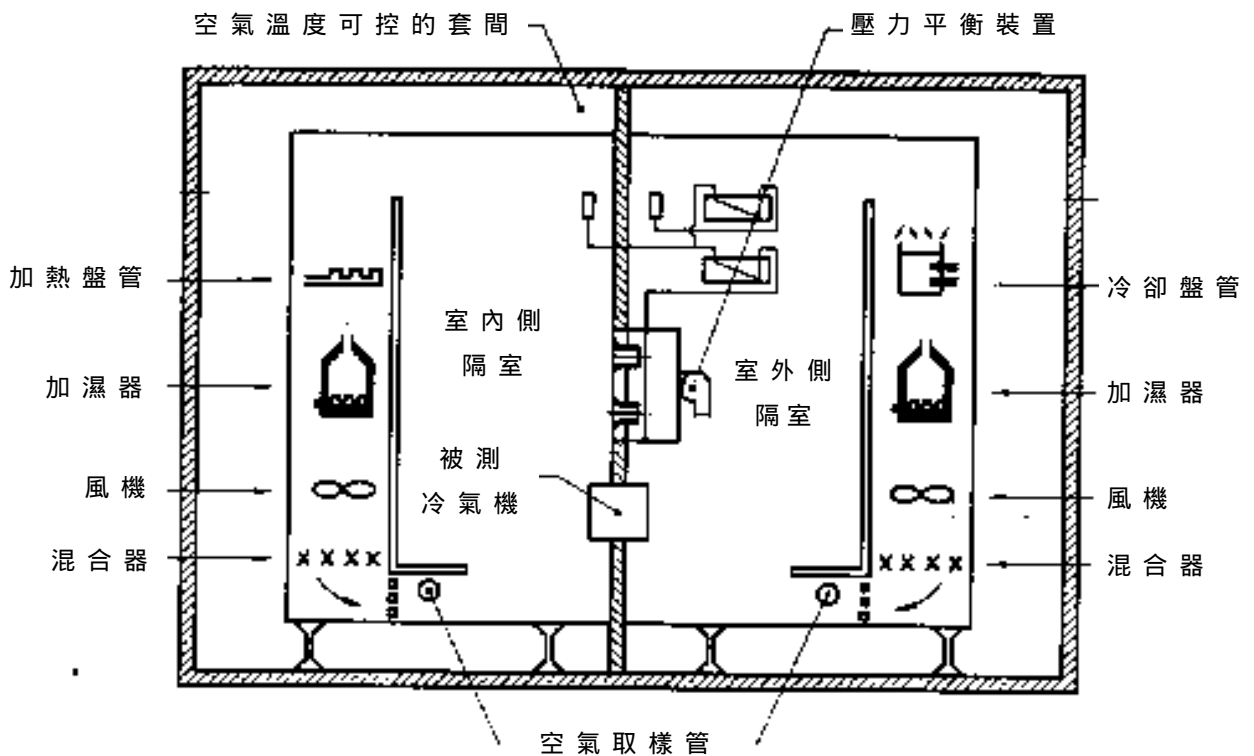 空氣溫度可控的套間
壓力平衡裝置
加熱盤管
加濕器
風機
混合器
室內側
隔室
被測
冷氣機
室外側
隔室
冷卻盤管
加濕器
風機
混合器
空氣取樣管